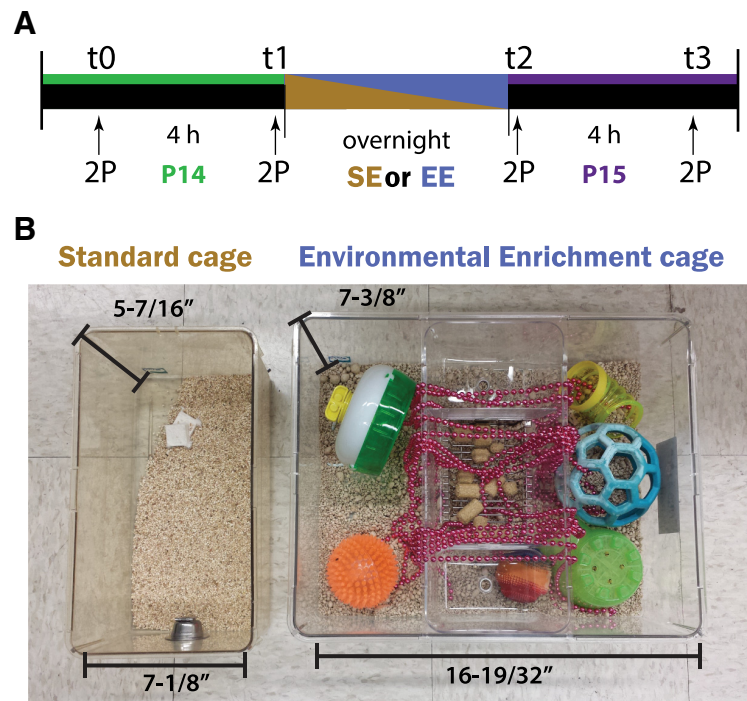 A
t0 t1 t2 t3
4 h overnight 4 h
2P P14 2P SE or EE 2P P15 2P
B
Standard cage Environmental Enrichment cage
5-7/16” 7-3/8”
7-1/8” 16-19/32”